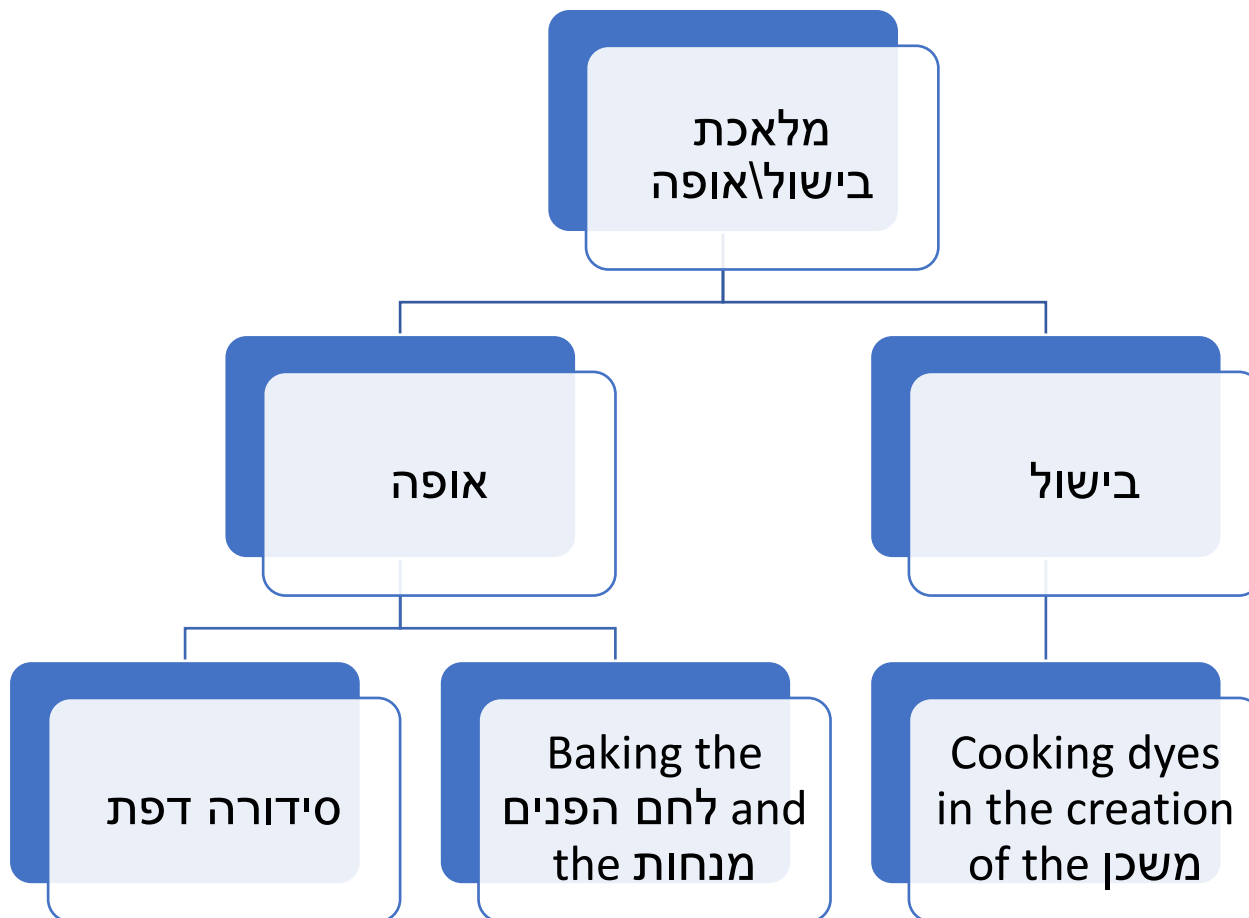 מלאכת
בישול\אופה
אופה
בישול
סידורה דפת
Baking the
לחם הפנים and
the מנחות
Cooking dyes
in the creation
of the משכן